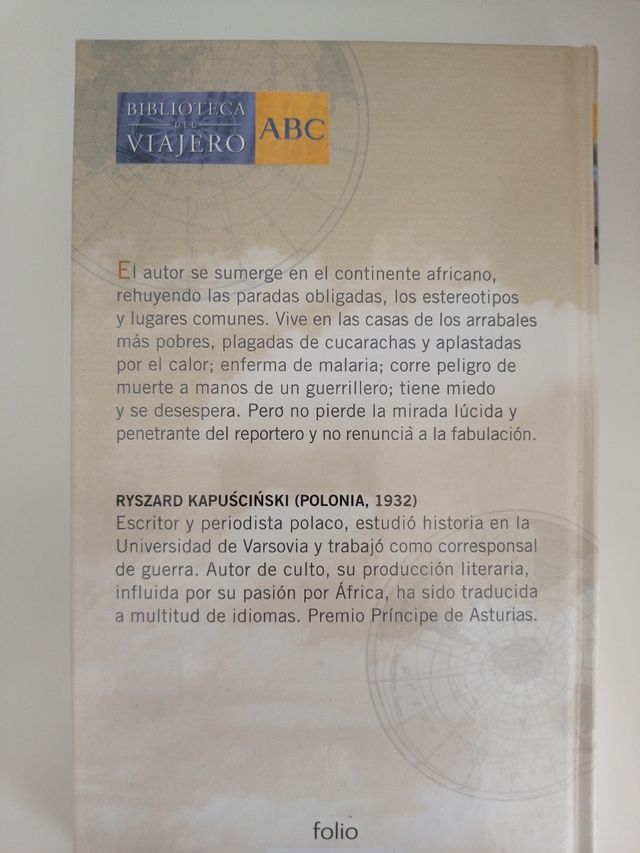 BIBLIOTECA
DEL
VIAJERO
ABC
El autor se sumerge en el continente africano,
rehuyendo las paradas obligadas, los estereotipos
y lugares comunes. Vive en las casas de los arrabales
más pobres, plagadas de cucarachas y aplastadas
por el calor; enferma de malaria; corre peligro de
muerte a manos de un guerrillero; tiene miedo
y se desespera. Pero no pierde la mirada lúcida y
penetrante del reportero y no renuncia a la fabulación.
RYSZARD KAPUŚCIŃSKI (POLONIA, 1932)
Escritor y periodista polaco, estudió historia en la
Universidad de Varsovia y trabajó como corresponsal
de guerra. Autor de culto, su producción literaria,
influida por su pasión por África, ha sido traducida
a multitud de idiomas. Premio Príncipe de Asturias.
folio